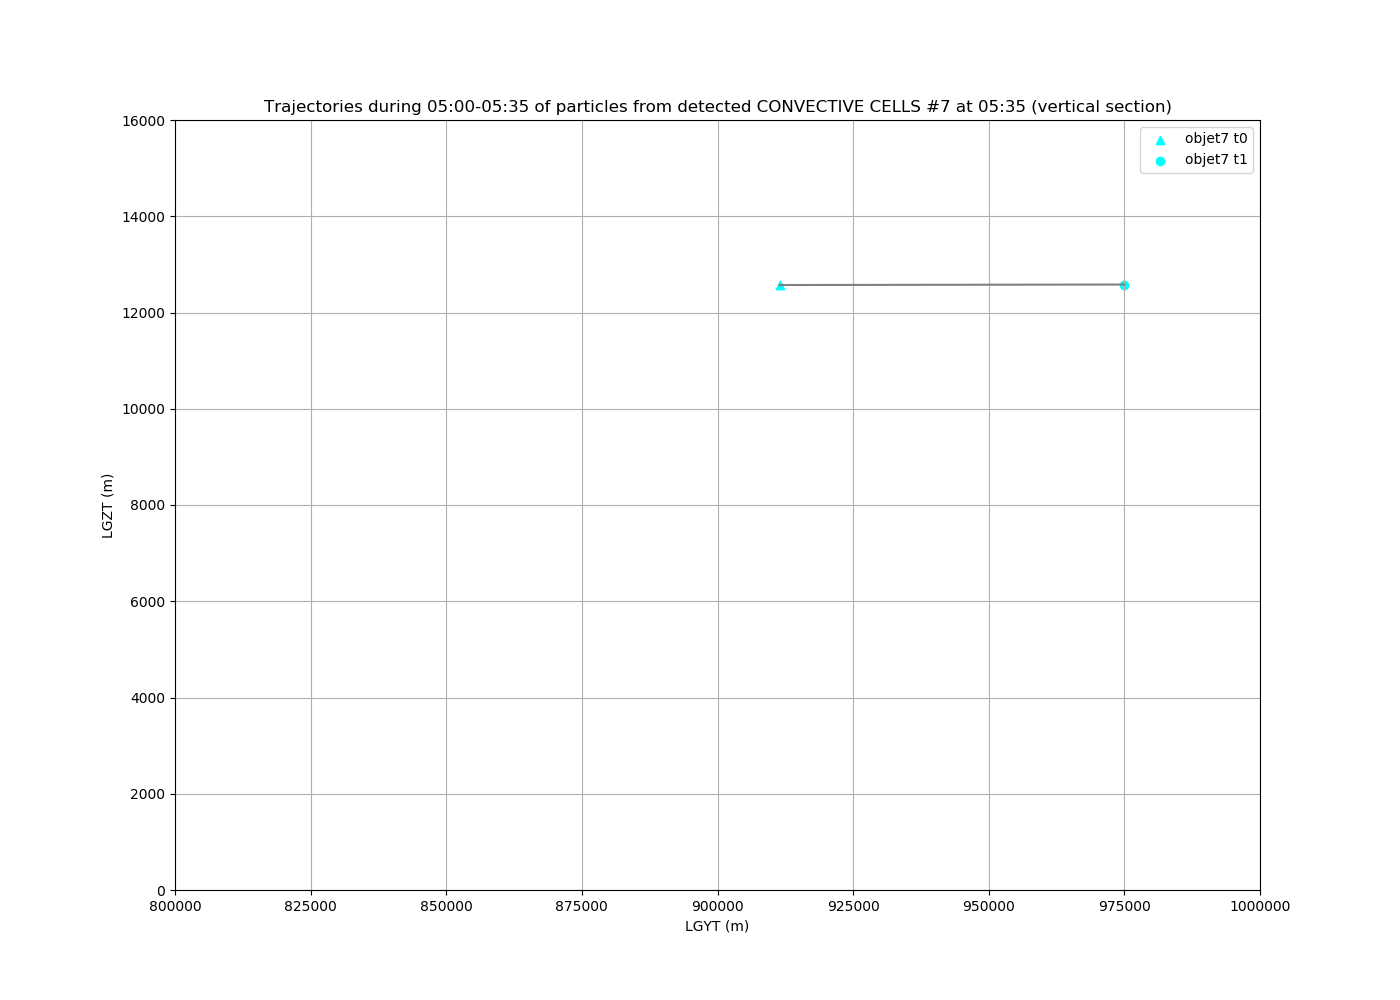 Trajectories during 05:00-05:35 of particles from detected CONVECTIVE CELLS #7 at 05:35 (vertical section)
objet7 t0
objet7 t1
16000
14000
12000
10000
8000
6000
4000
2000
0
LGZT (m)
800000 825000 850000 875000 900000 925000 950000 975000 1000000
LGYT (m)